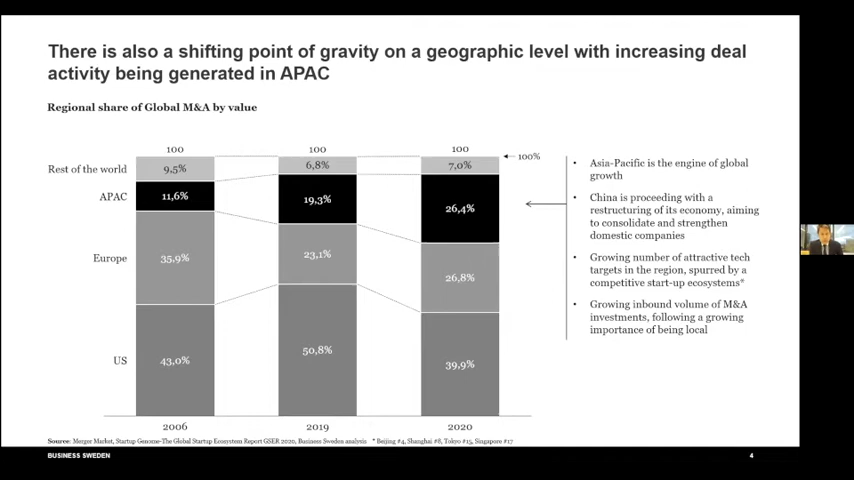 There is also a shifting point of gravity on a geographic level with increasing deal
activity being generated in APAC
Regional share of Global M&A by value
100
100
100
100%
Rest of the world
9,5%
6,8%
7,0%
APAC
11,6%
19,3%
26,4%
Europe
35,9%
23,1%
26,8%
US
43,0%
50,8%
39,9%
2006
2019
2020
• Asia-Pacific is the engine of global
growth
• China is proceeding with a
restructuring of its economy, aiming
to consolidate and strengthen
domestic companies
• Growing number of attractive tech
targets in the region, spurred by a
competitive start-up ecosystems*
• Growing inbound volume of M&A
investments, following a growing
importance of being local
Source: Merger Market, Startup Genome-The Global Startup Ecosystem Report GSER 2020, Business Sweden analysis * Beijing #4, Shanghai #8, Tokyo #15, Singapore #17
BUSINESS SWEDEN
4